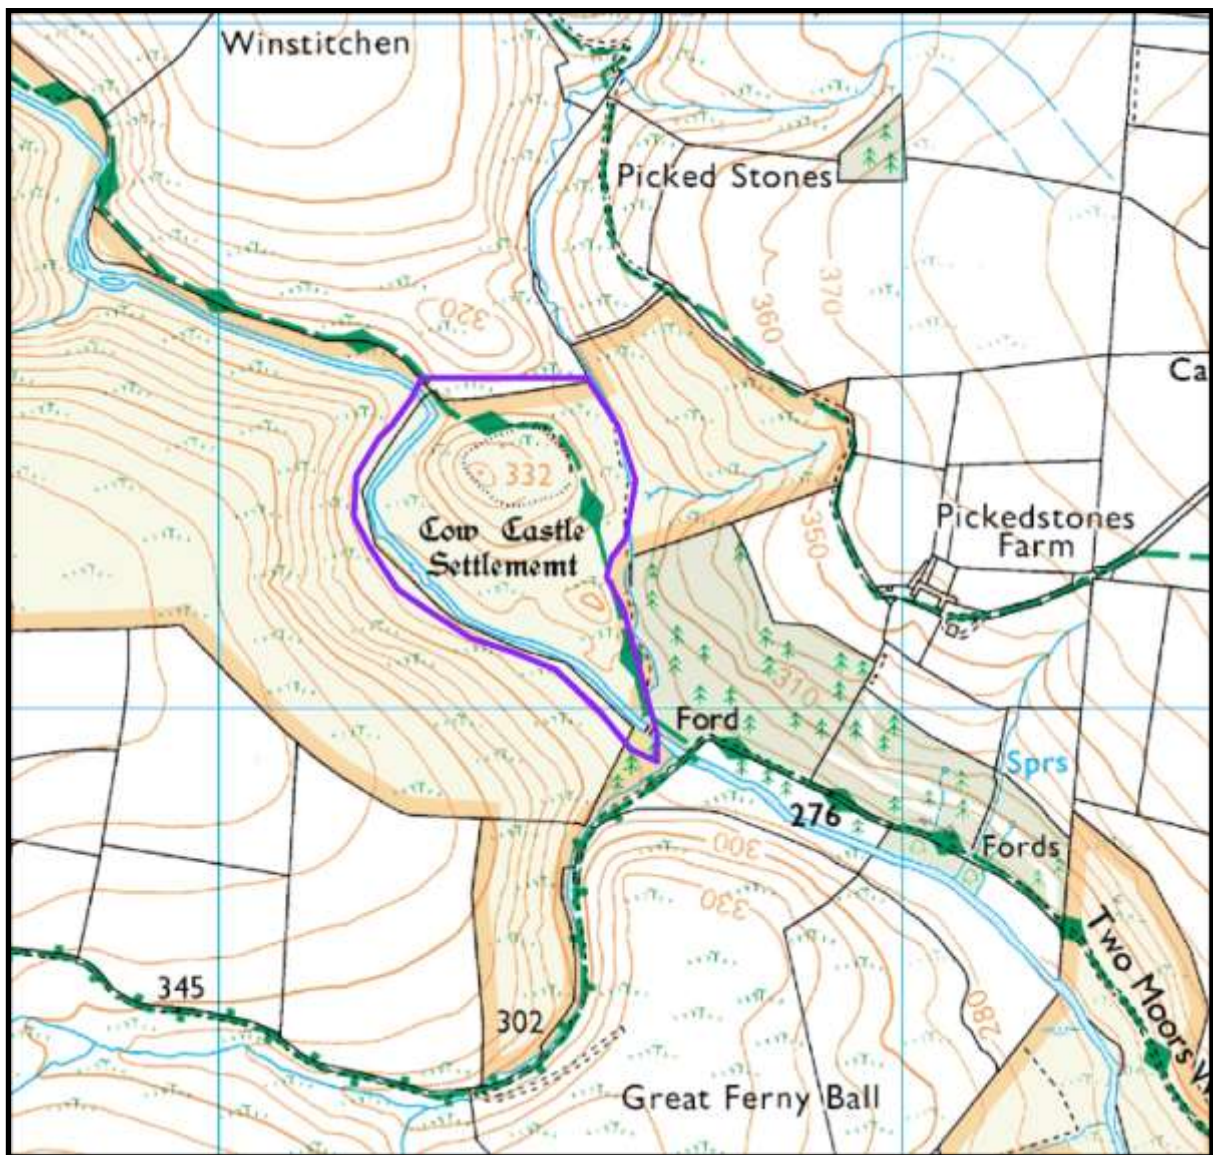 Winstitchen
Picked Stones
320
360
370
Ca
332
Cow Castle
Settlememt
350
Pickedstones
Farm
310
Ford
Sprs
276
Fords
300
330
Two Moors W
345
302
280
Great Ferny Ball